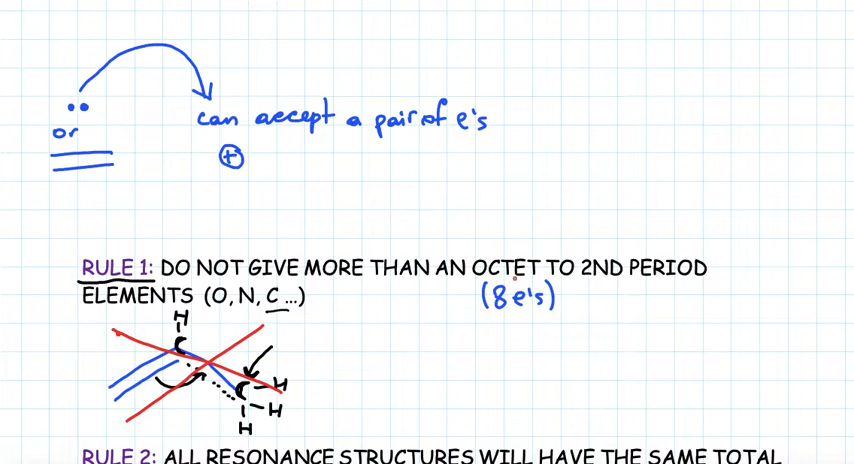 can accept a pair of e's
or
⊕
RULE 1: DO NOT GIVE MORE THAN AN OCTET TO 2ND PERIOD
ELEMENTS (O, N, C ...)
(8 e's)
H
C
C-H
H
H
RULE 2: ALL RESONANCE STRUCTURES WILL HAVE THE SAME TOTAL